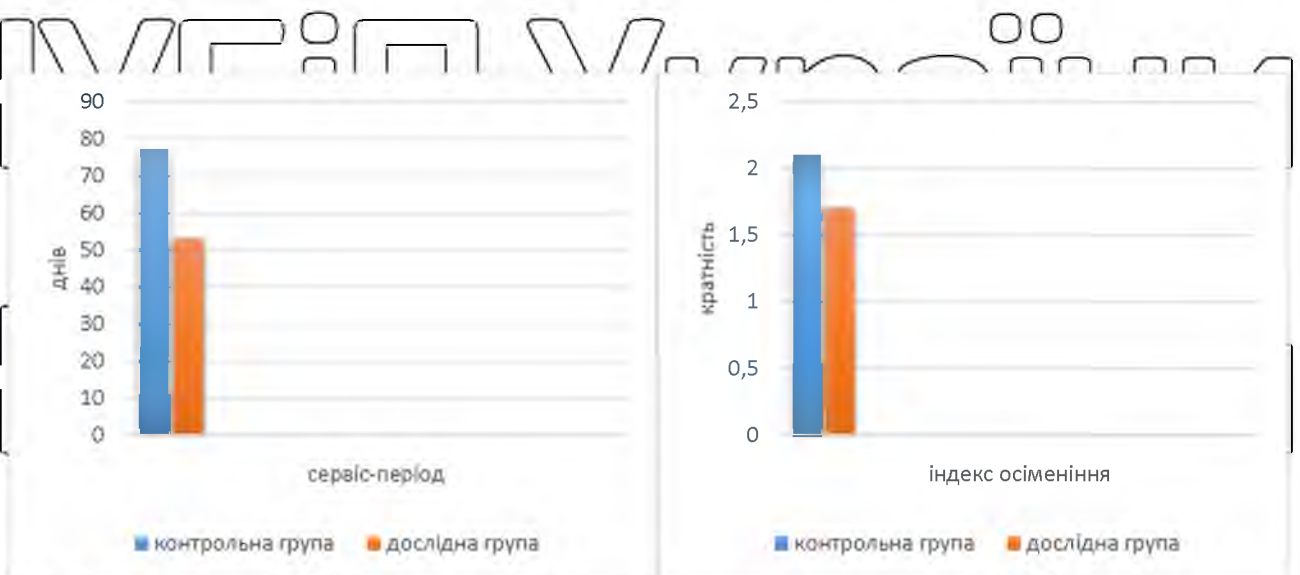 90
80
70
60
50
40
30
20
10
0
днів
сервіс-період
контрольна група дослідна група
2,5
2
1,5
1
0,5
0
кратність
індекс осіменіння
контрольна група дослідна група